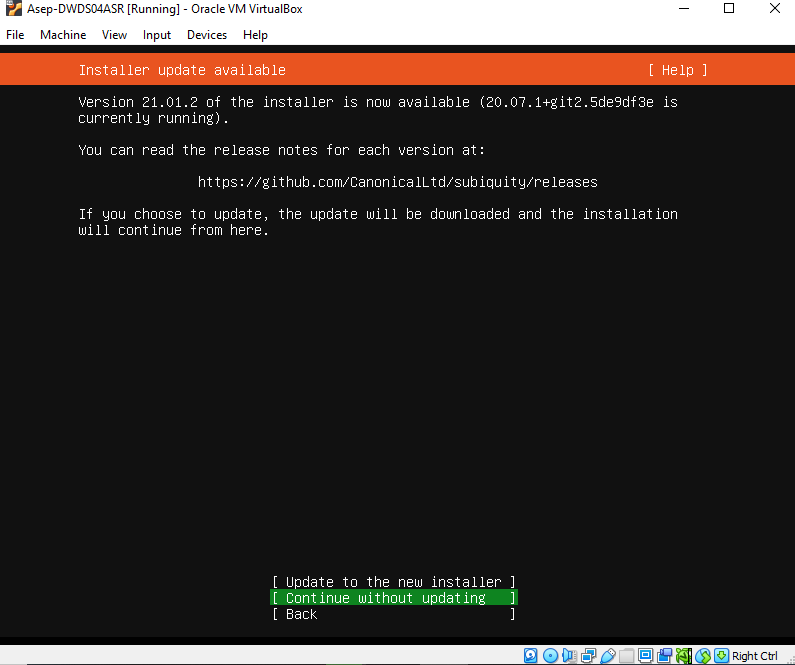 Asep-DWDS04ASR [Running] - Oracle VM VirtualBox
File Machine View Input Devices Help
Installer update available [ Help ]
Version 21.01.2 of the installer is now available (20.07.1+git2.5de9df3e is
currently running).
You can read the release notes for each version at:
https://github.com/CanonicalLtd/subiquity/releases
If you choose to update, the update will be downloaded and the installation
will continue from here.
[ Update to the new installer ]
[ Continue without updating ]
[ Back ]
Right Ctrl